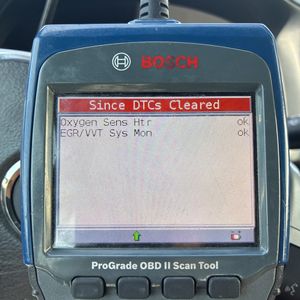 BOSCH
Since DTCs Cleared
Oxygen Sens Htr ok
EGR/VVT Sys Mon ok
ProGrade OBD II Scan Tool